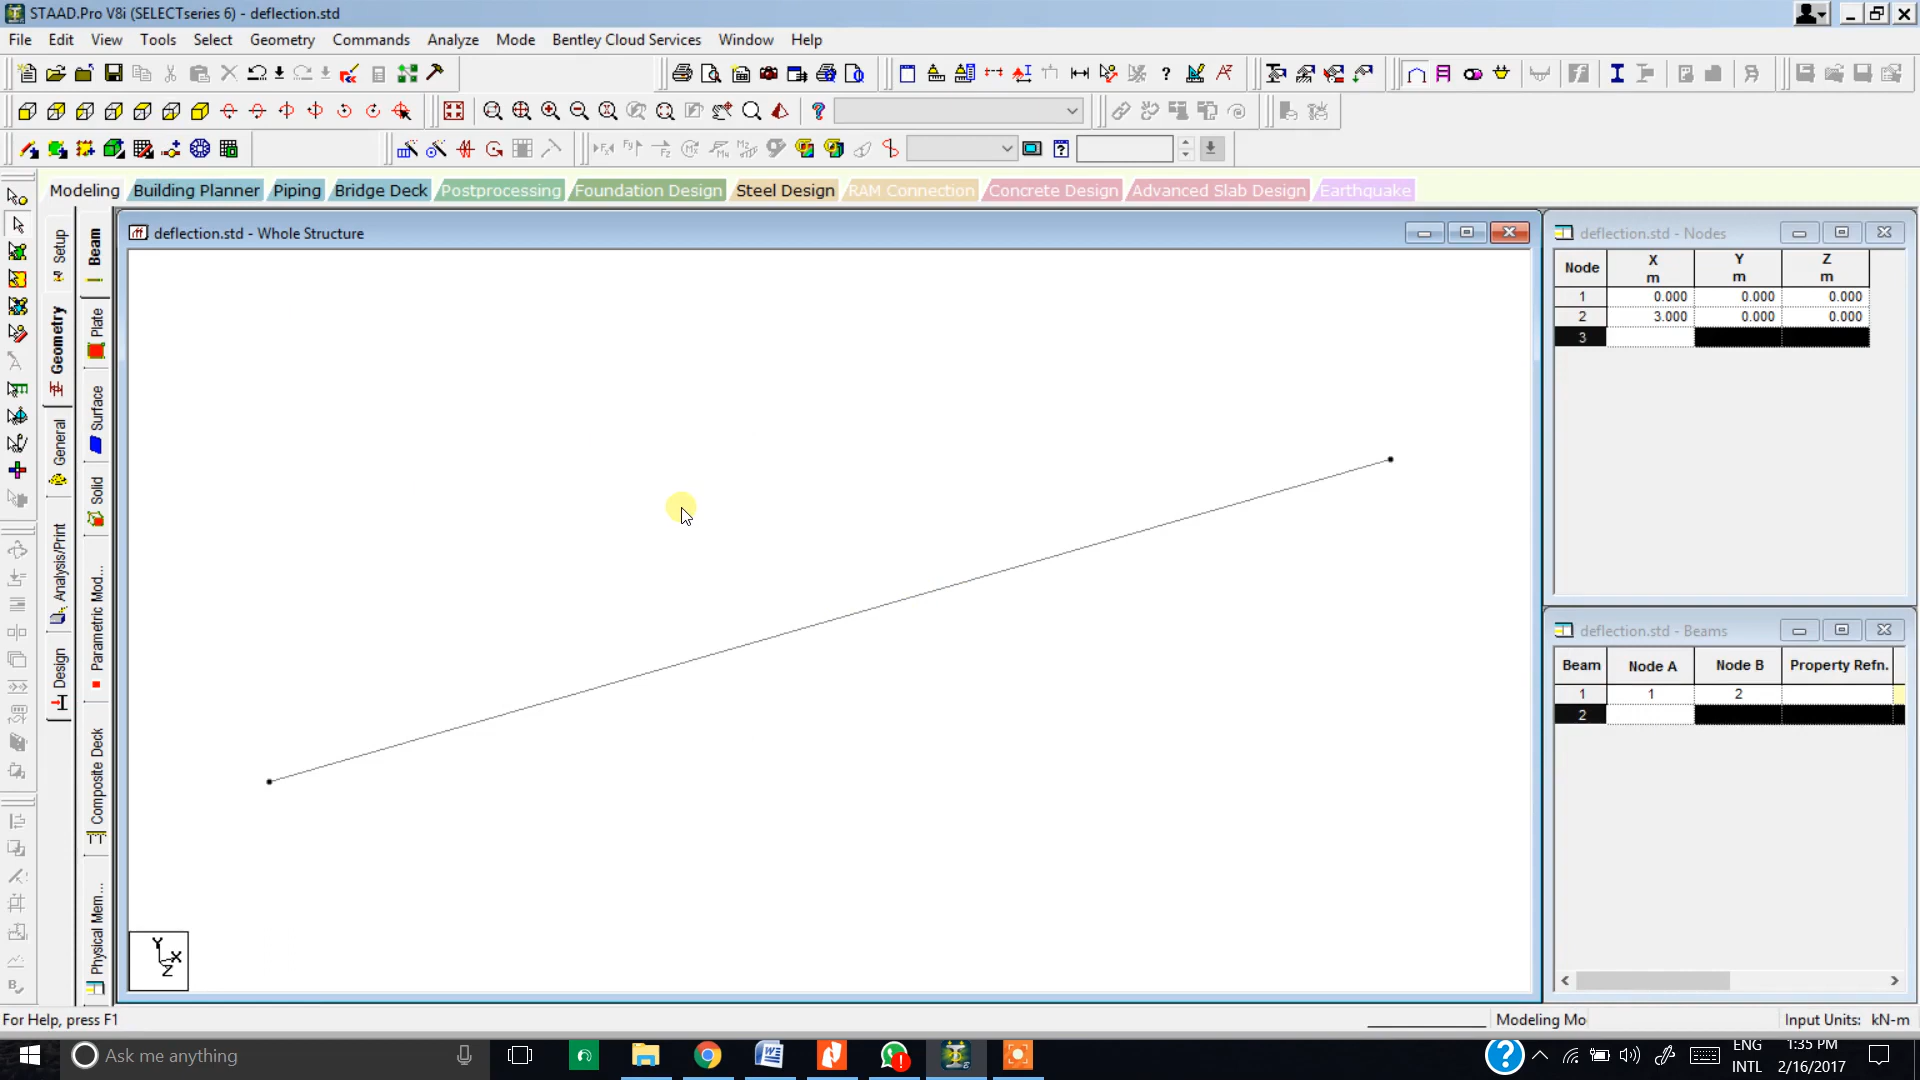 STAAD.Pro V8i (SELECTseries 6) - deflection.std
File Edit View Tools Select Geometry Commands Analyze Mode Bentley Cloud Services Window Help
Modeling Building Planner Piping Bridge Deck Postprocessing Foundation Design Steel Design RAM Connection Concrete Design Advanced Slab Design Earthquake
Setup
Geometry
General
Analysis/Print
Design
Beam
Plate
Surface
Solid
Parametric Mod...
Composite Deck
Physical Mem...
deflection.std - Whole Structure
Y
X
Z
deflection.std - Nodes
Node X m Y m Z m
1 0.000 0.000 0.000
2 3.000 0.000 0.000
3
deflection.std - Beams
Beam Node A Node B Property Refn.
1 1 2
2
For Help, press F1
Modeling Mo
Input Units: kN-m
Ask me anything
ENG
INTL
1:35 PM
2/16/2017